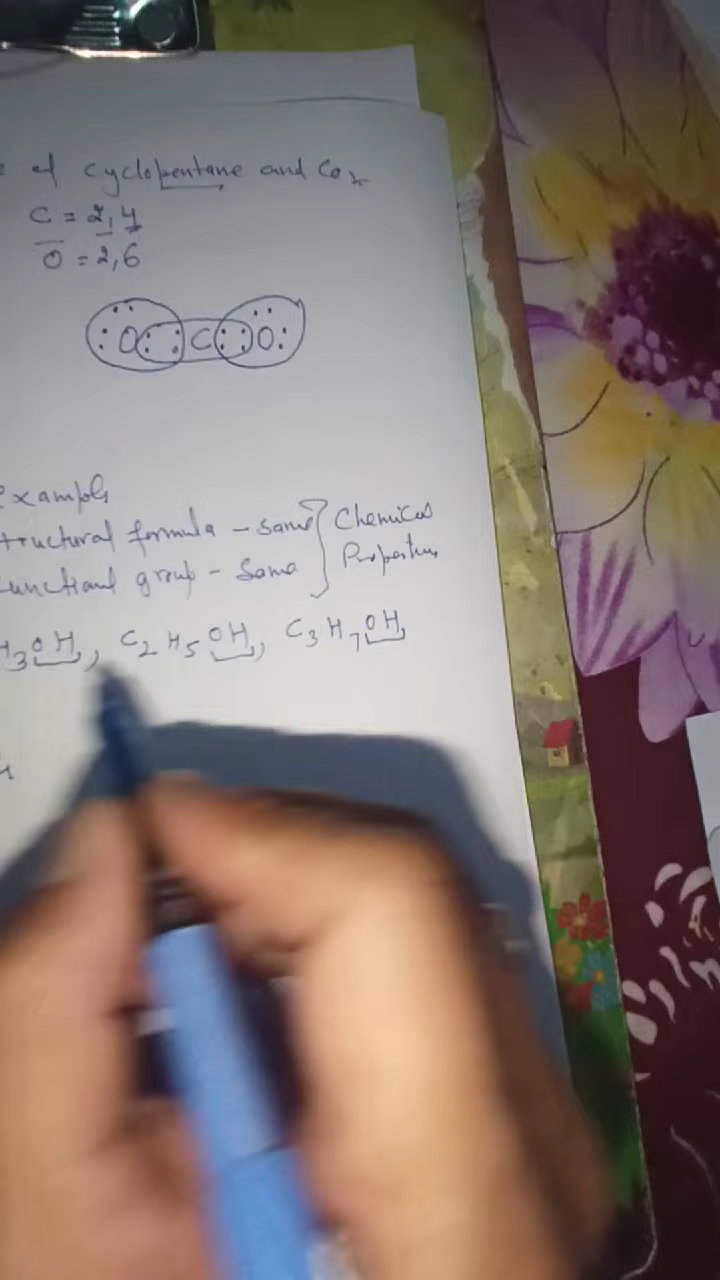 of cyclopentane and CO₂
C = 2,4
O = 2,6
O C O
Example
structural formula - same } Chemical
functional group - Same } Properties
H₃OH, C₂H₅OH, C₃H₇OH